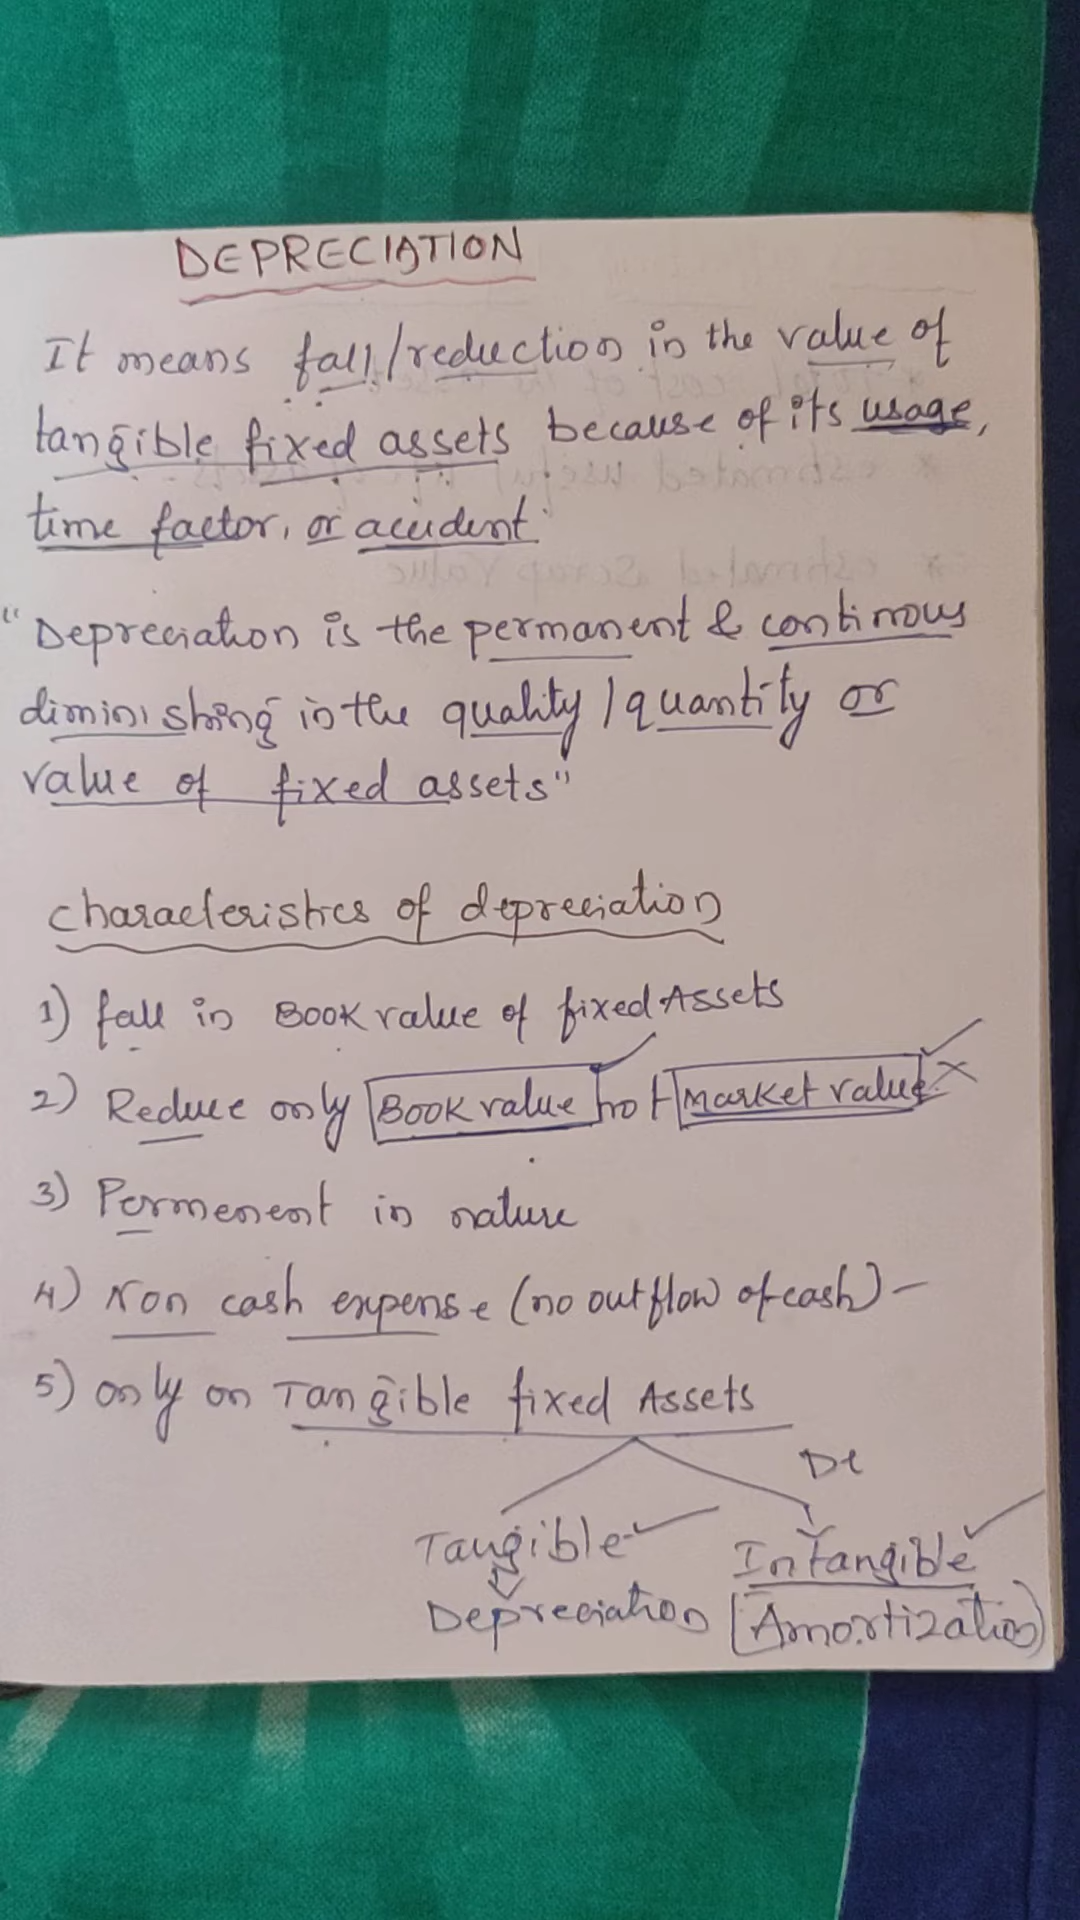 DEPRECIATION
It means fall/reduction in the value of
tangible fixed assets because of its usage,
time factor, or accident.
"Depreciation is the permanent & continous
diminishing in the quality / quantity or
value of fixed assets"
characteristics of depreciation
1) fall in Book value of fixed Assets
2) Reduce only Book value not Market value x
3) Permenent in nature
4) Non cash expense (no outflow of cash) -
5) only on Tangible fixed Assets
De
Tangible Intangible
Depreciation [Amortization]